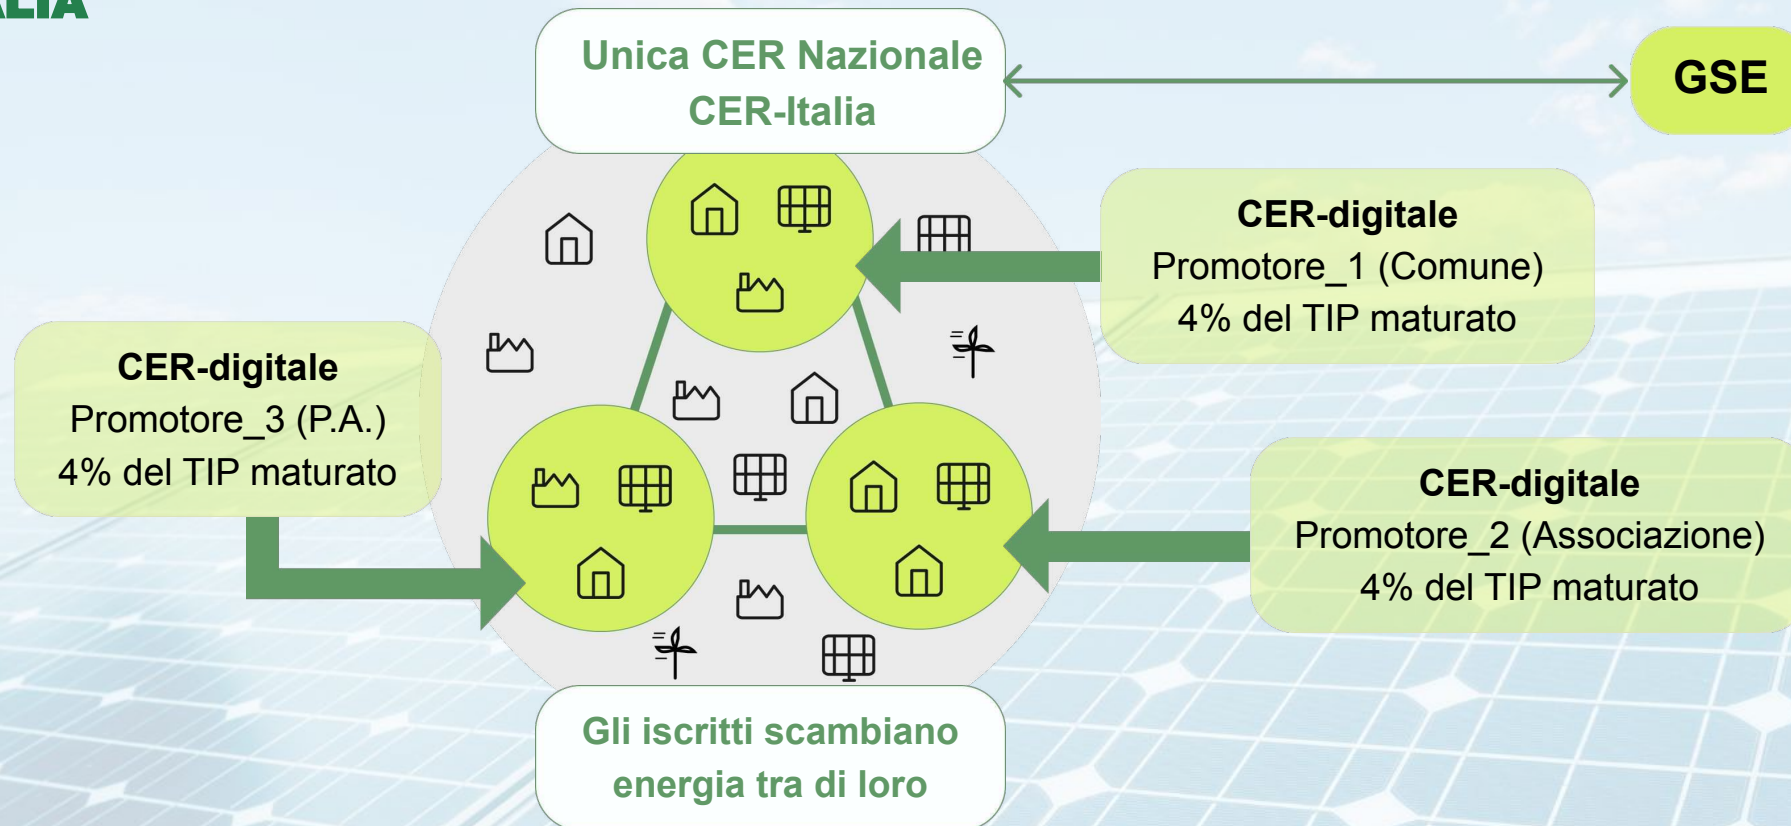 Unica CER Nazionale
CER-Italia
GSE
CER-digitale
Promotore_1 (Comune)
4% del TIP maturato
CER-digitale
Promotore_3 (P.A.)
4% del TIP maturato
CER-digitale
Promotore_2 (Associazione)
4% del TIP maturato
Gli iscritti scambiano
energia tra di loro